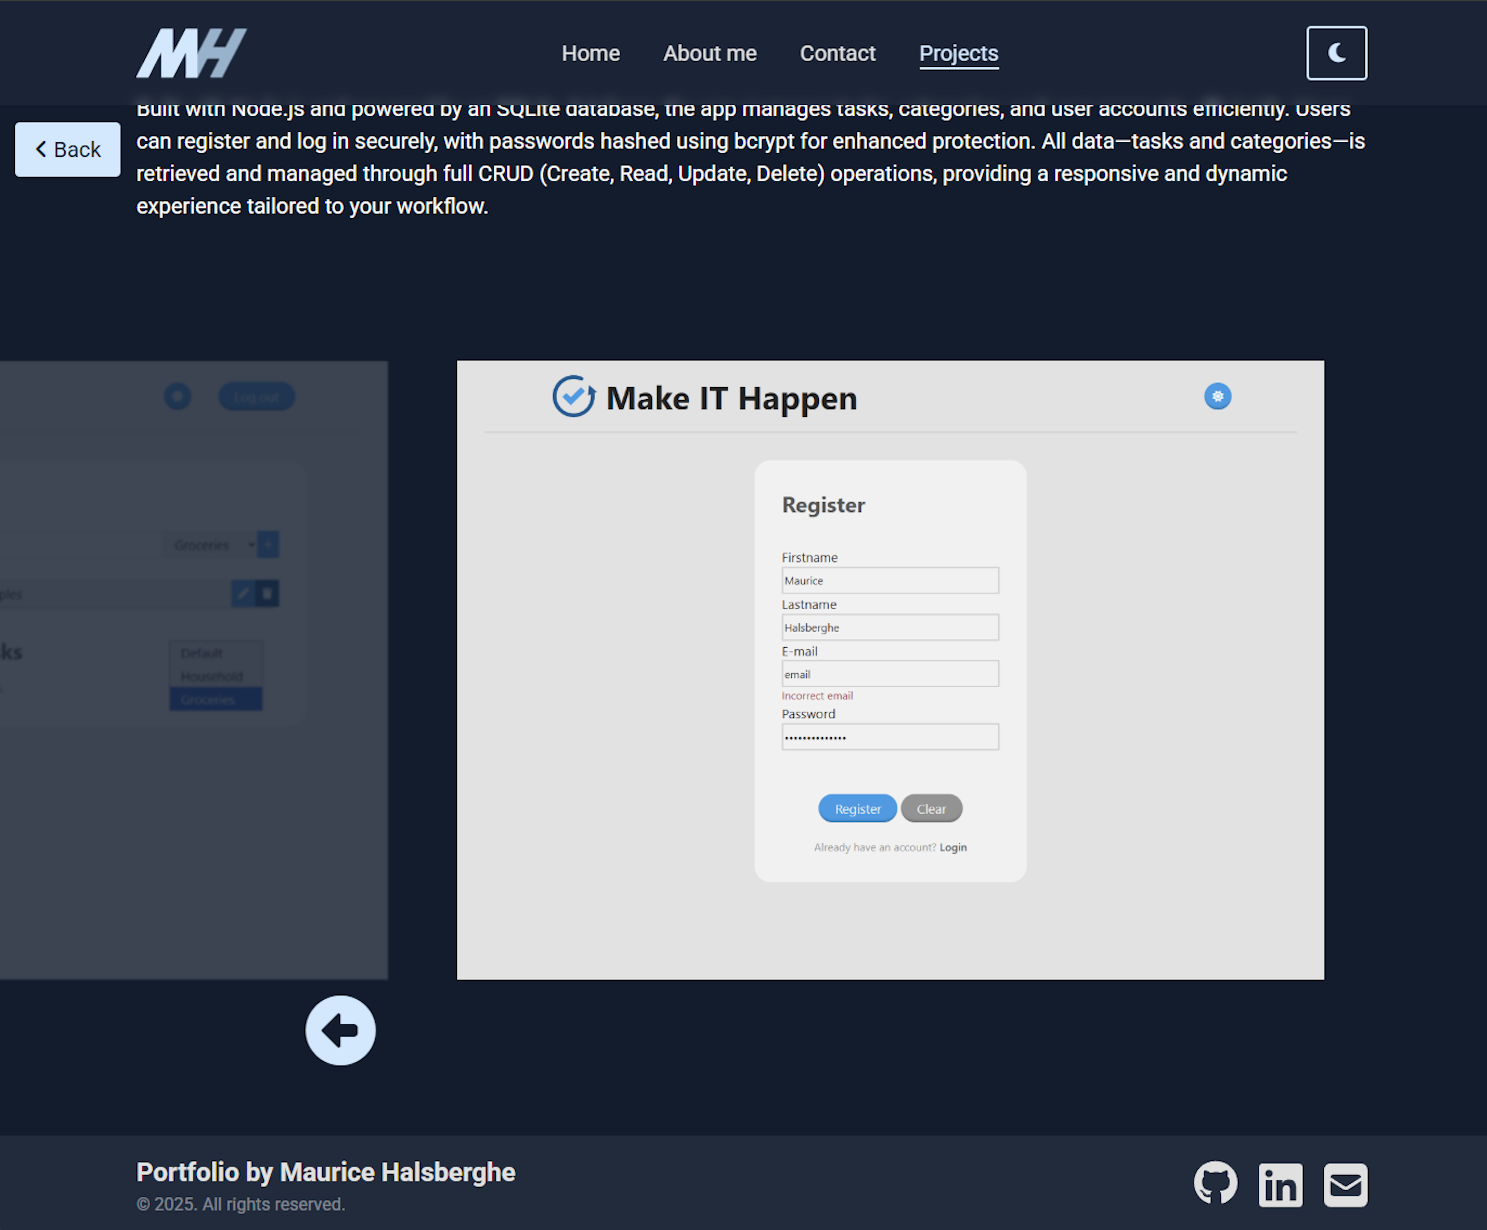 MH
Home
About me
Contact
Projects
Back
Built with Node.js and powered by an SQLite database, the app manages tasks, categories, and user accounts efficiently. Users
can register and log in securely, with passwords hashed using bcrypt for enhanced protection. All data—tasks and categories—is
retrieved and managed through full CRUD (Create, Read, Update, Delete) operations, providing a responsive and dynamic
experience tailored to your workflow.
Log out
Groceries
ples
ks
Default
Household
Groceries
Make IT Happen
Register
Firstname
Maurice
Lastname
Halsberghe
E-mail
email
Incorrect email
Password
Register
Clear
Already have an account? Login
Portfolio by Maurice Halsberghe
© 2025. All rights reserved.
in